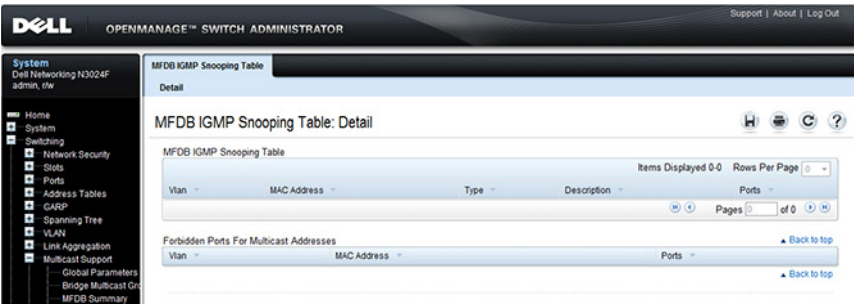 Support | About | Log Out
DELL OPENMANAGE™ SWITCH ADMINISTRATOR
System
Dell Networking N3024F
admin, r/w
Home
System
Switching
Network Security
Slots
Ports
Address Tables
GARP
Spanning Tree
VLAN
Link Aggregation
Multicast Support
Global Parameters
Bridge Multicast Gro
MFDB Summary
MFDB IGMP Snooping Table
Detail
MFDB IGMP Snooping Table: Detail
MFDB IGMP Snooping Table
Items Displayed 0-0 Rows Per Page 0
Vlan MAC Address Type Description Ports
Pages 0 of 0
Back to top
Forbidden Ports For Multicast Addresses
Vlan MAC Address Ports
Back to top